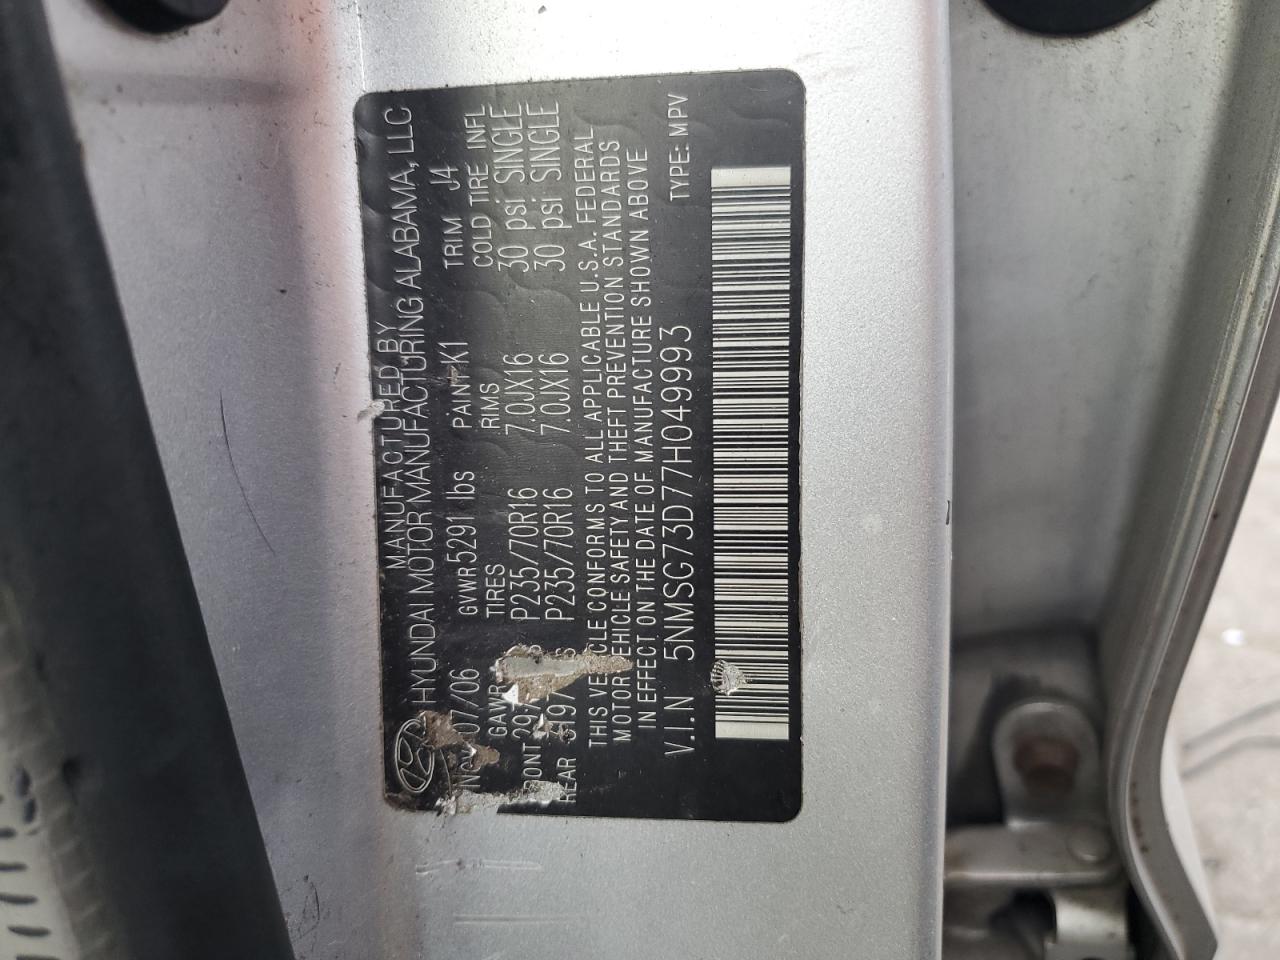 MANUFACTURED BY
HYUNDAI MOTOR MANUFACTURING ALABAMA, LLC
07/06 GVWR 5291 lbs PAINT K1 TRIM J4
GAWR TIRES RIMS COLD TIRE INFL
P235/70R16 7.0JX16 30 psi SINGLE
REAR P235/70R16 7.0JX16 30 psi SINGLE
THIS VEHICLE CONFORMS TO ALL APPLICABLE U.S.A. FEDERAL
MOTOR VEHICLE SAFETY AND THEFT PREVENTION STANDARDS
IN EFFECT ON THE DATE OF MANUFACTURE SHOWN ABOVE
V.I.N 5NMSG73D77H049993 TYPE: MPV